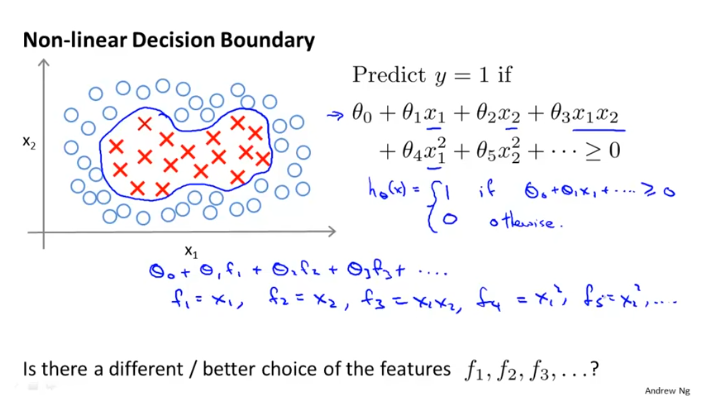 Non-linear Decision Boundary
x₂
x₁
Predict y = 1 if
→ θ₀ + θ₁x₁ + θ₂x₂ + θ₃x₁x₂
+ θ₄x₁² + θ₅x₂² + ⋯ ≥ 0
h₀(x) = { 1 if θ₀+θ₁x₁+ .... ≥ 0
0 otherwise.
θ₀ + θ₁f₁ + θ₂f₂ + θ₃f₃ + ....
f₁ = x₁, f₂ = x₂, f₃ = x₁x₂, f₄ = x₁², f₅ = x₂², ...
Is there a different / better choice of the features f₁, f₂, f₃, . . .?
Andrew Ng